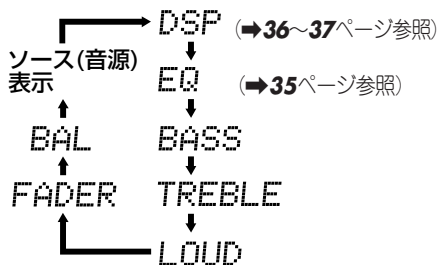 DSP (➡36~37ページ参照)
ソース(音源)
表示
EQ (➡35ページ参照)
BAL
BASS
FADER
TREBLE
LOUD